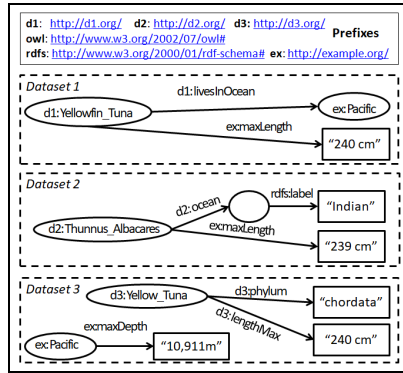 d1: http://d1.org/ d2: http://d2.org/ d3: http://d3.org/
owl: http://www.w3.org/2002/07/owl# Prefixes
rdfs: http://www.w3.org/2000/01/rdf-schema# ex: http://example.org/
Dataset 1
d1:livesInOcean
d1:Yellowfin_Tuna
ex:Pacific
ex:maxLength
“240 cm”
Dataset 2
rdfs:label
d2:ocean
“Indian”
ex:maxLength
d2:Thunnus_Albacares
“239 cm”
Dataset 3
d3:Yellow_Tuna
d3:phylum
“chordata”
d3:lengthMax
ex:maxDepth
“240 cm”
ex:Pacific
“10,911m”